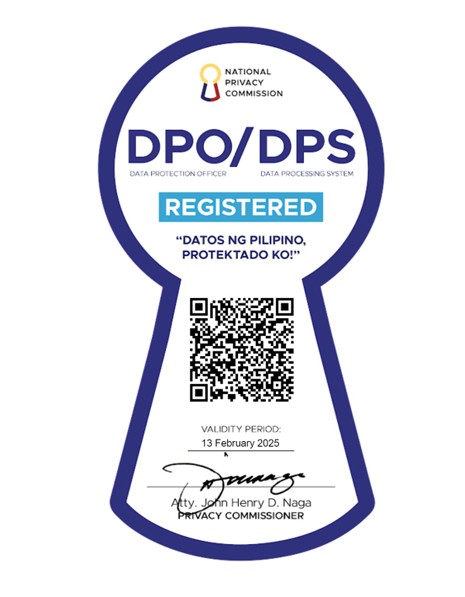 NATIONAL
PRIVACY
COMMISSION
DPO/DPS
DATA PROTECTION OFFICER DATA PROCESSING SYSTEM
REGISTERED
“DATOS NG PILIPINO,
PROTEKTADO KO!”
VALIDITY PERIOD:
13 February 2025
Atty. John Henry D. Naga
PRIVACY COMMISSIONER